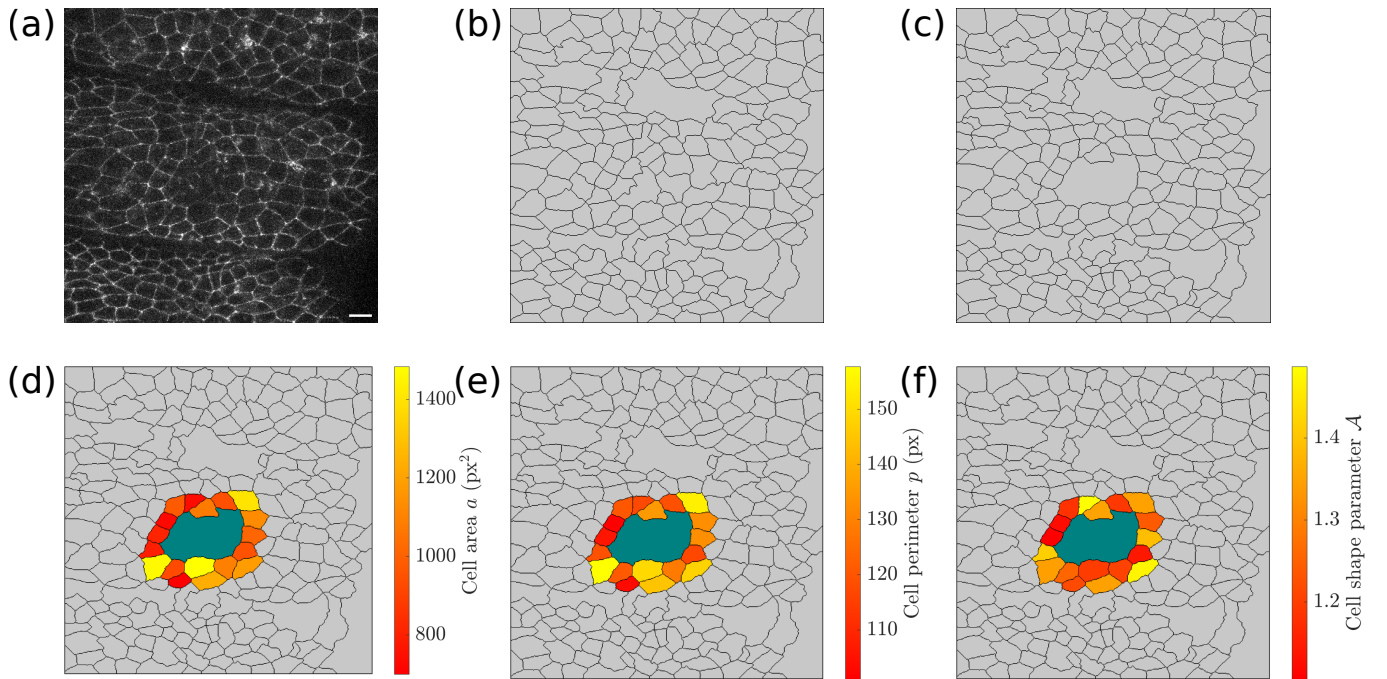 (a)
(b)
(c)
(d)
1400
1200
1000
800
Cell area a (px²)
(e)
150
140
130
120
110
Cell perimeter p (px)
(f)
1.4
1.3
1.2
Cell shape parameter 𝒜